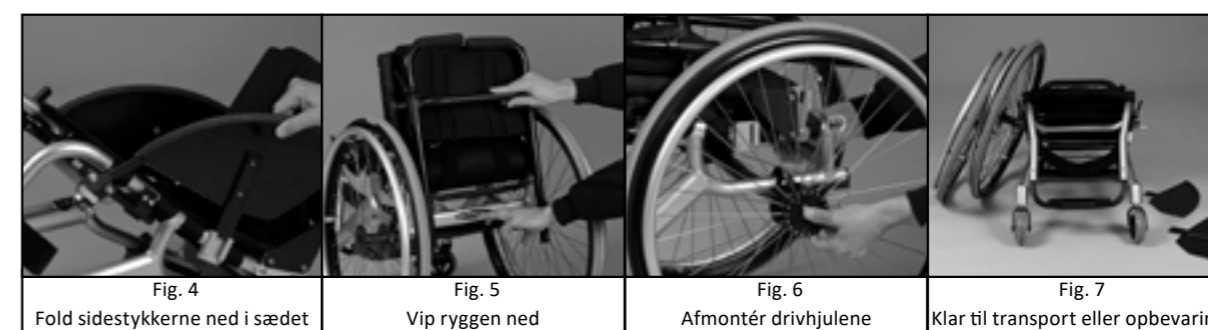 Fig. 4
Fold sidestykkerne ned i sædet
Fig. 5
Vip ryggen ned
Fig. 6
Afmontér drivhjulene
Fig. 7
Klar til transport eller opbevarin